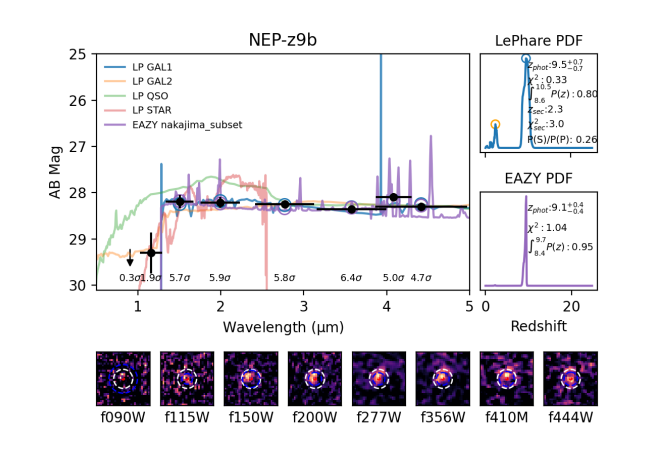 NEP-z9b
LePhare PDF
25
26
27
28
29
30
AB Mag
LP GAL1
LP GAL2
LP QSO
LP STAR
EAZY nakajima_subset
0.3σ 1.9σ 5.7σ 5.9σ 5.8σ 6.4σ 5.0σ 4.7σ
1 2 3 4 5
Wavelength (μm)
z_phot:9.5^{+0.7}_{-0.7}
χ²: 0.33
∫^{10.5}_{8.6} P(z): 0.80
z_sec:2.3
χ²_sec:3.0
P(S)/P(P): 0.26
EAZY PDF
z_phot:9.1^{+0.4}_{-0.4}
χ²: 1.04
∫^{9.7}_{8.4} P(z): 0.95
0 20
Redshift
f090W f115W f150W f200W f277W f356W f410M f444W